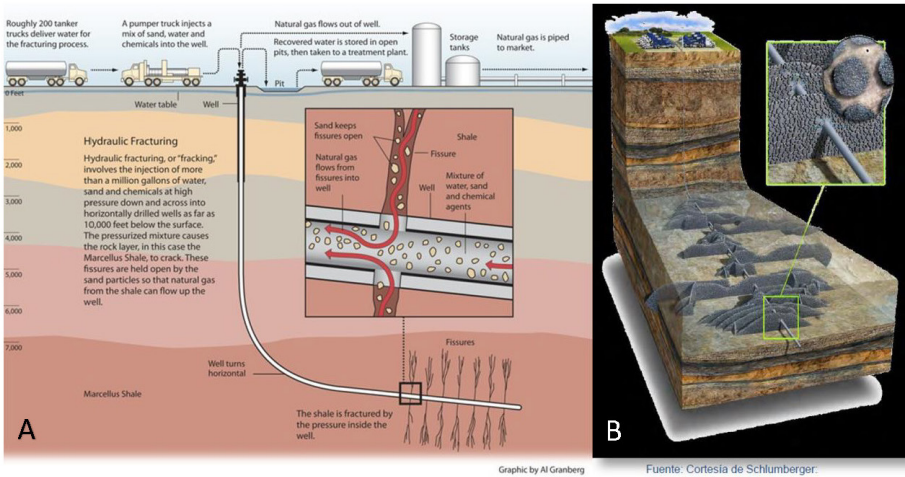 Roughly 200 tanker
trucks deliver water for
the fracturing process.
A pumper truck injects a
mix of sand, water and
chemicals into the well.
Natural gas flows out of well.
Recovered water is stored in open
pits, then taken to a treatment plant.
Storage
tanks
Natural gas is piped
to market.
Pit
0 Feet
Water table
Well
1,000
2,000
3,000
4,000
5,000
6,000
7,000
Hydraulic Fracturing
Hydraulic fracturing, or "fracking,"
involves the injection of more
than a million gallons of water,
sand and chemicals at high
pressure down and across into
horizontally drilled wells as far as
10,000 feet below the surface.
The pressurized mixture causes
the rock layer, in this case the
Marcellus Shale, to crack. These
fissures are held open by the
sand particles so that natural gas
from the shale can flow up the
well.
Sand keeps
fissures open
Shale
Fissure
Natural gas
flows from
fissures into
well
Well
Mixture of
water, sand
and chemical
agents
Well turns
horizontal
Fissures
Marcellus Shale
The shale is fractured by
the pressure inside the
well.
A
B
Graphic by Al Granberg
Fuente: Cortesía de Schlumberger: